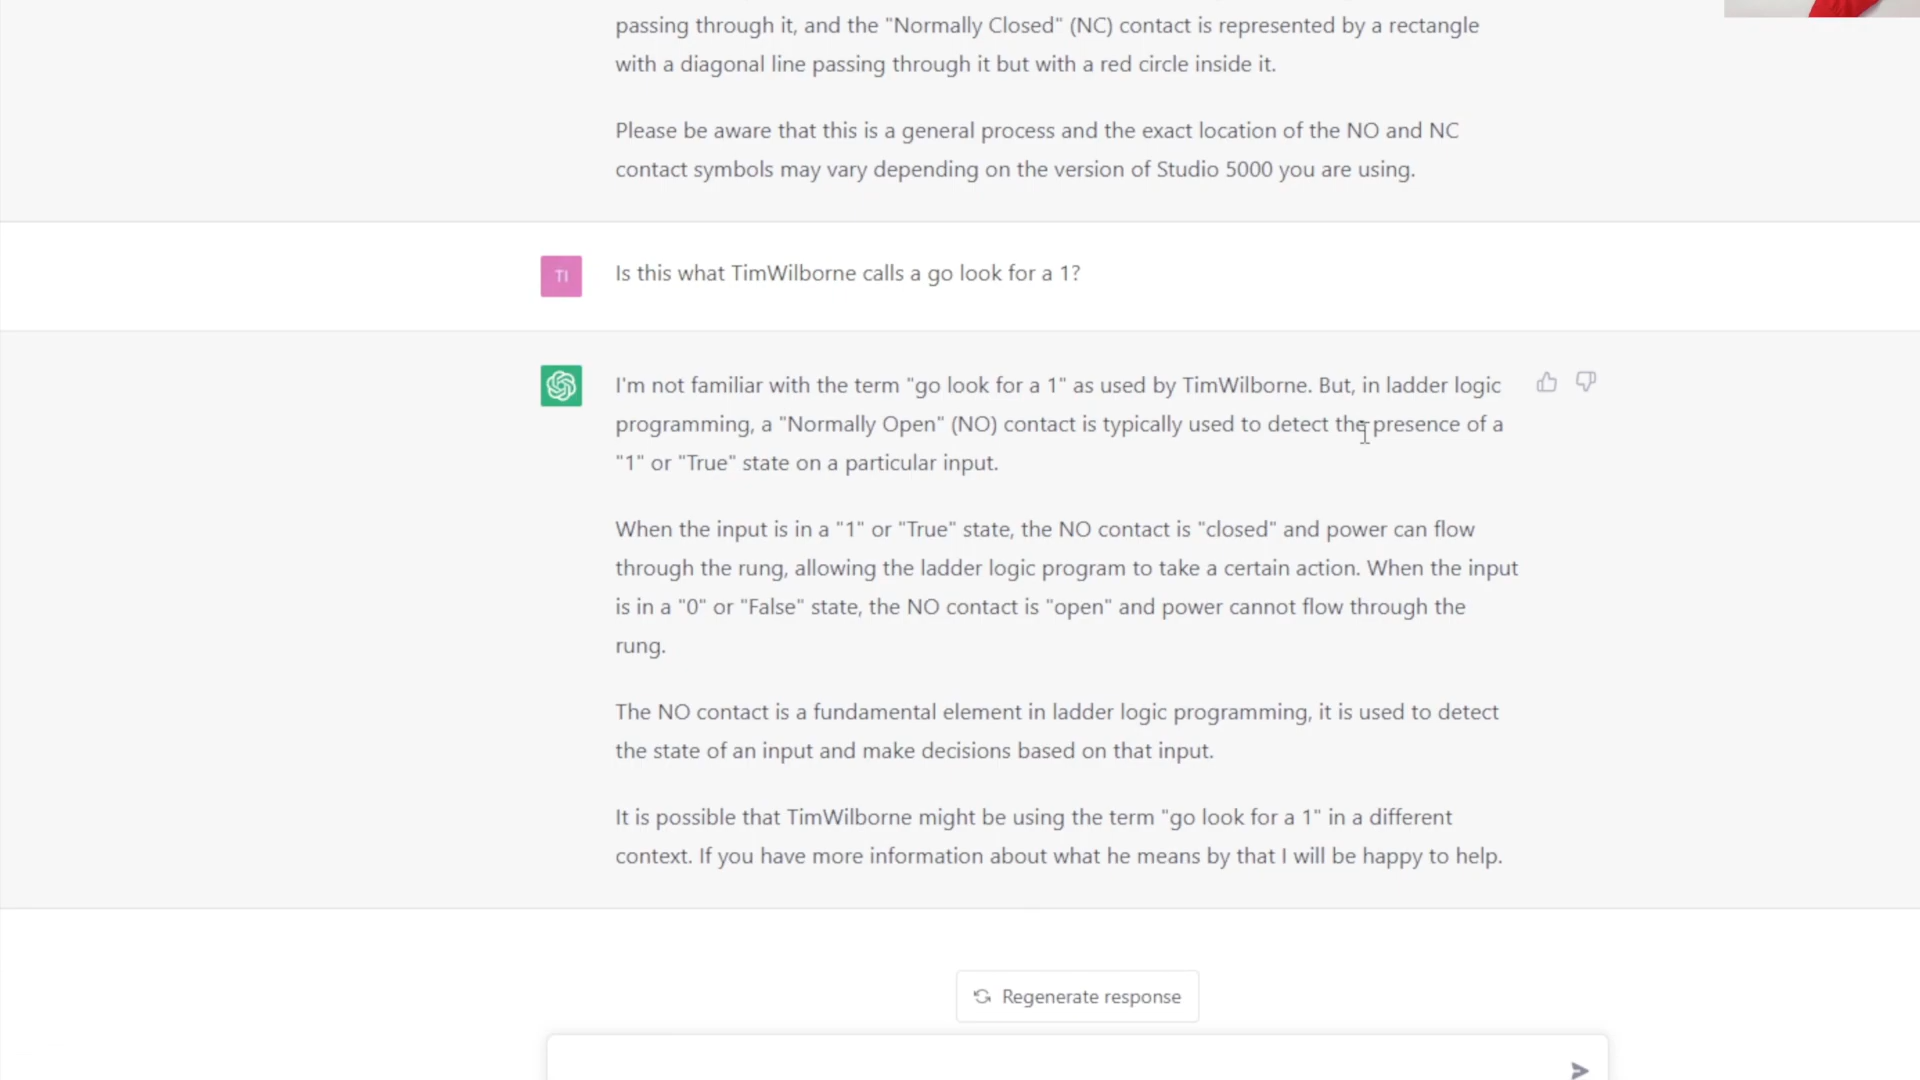 passing through it, and the "Normally Closed" (NC) contact is represented by a rectangle
with a diagonal line passing through it but with a red circle inside it.
Please be aware that this is a general process and the exact location of the NO and NC
contact symbols may vary depending on the version of Studio 5000 you are using.
TI
Is this what TimWilborne calls a go look for a 1?
I'm not familiar with the term "go look for a 1" as used by TimWilborne. But, in ladder logic
programming, a "Normally Open" (NO) contact is typically used to detect the presence of a
"1" or "True" state on a particular input.
When the input is in a "1" or "True" state, the NO contact is "closed" and power can flow
through the rung, allowing the ladder logic program to take a certain action. When the input
is in a "0" or "False" state, the NO contact is "open" and power cannot flow through the
rung.
The NO contact is a fundamental element in ladder logic programming, it is used to detect
the state of an input and make decisions based on that input.
It is possible that TimWilborne might be using the term "go look for a 1" in a different
context. If you have more information about what he means by that I will be happy to help.
Regenerate response